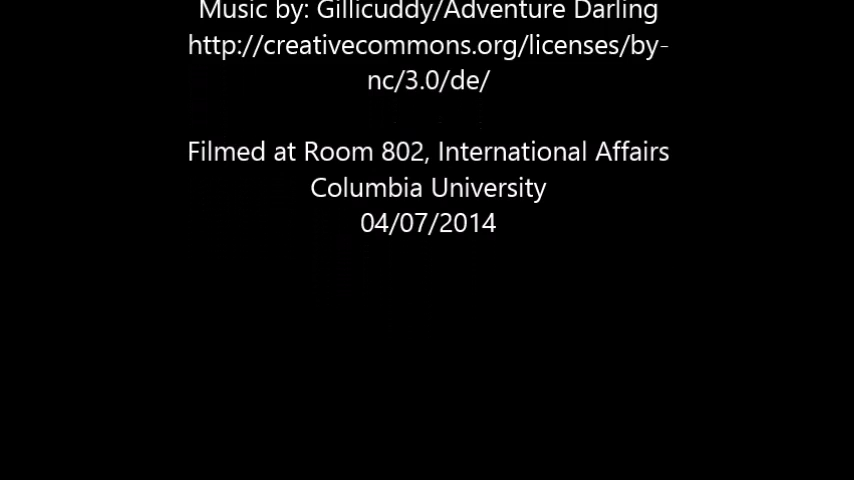 Music by: Gillicuddy/Adventure Darling
http://creativecommons.org/licenses/by-
nc/3.0/de/
Filmed at Room 802, International Affairs
Columbia University
04/07/2014